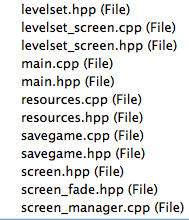 levelset.hpp (File)
levelset_screen.cpp (File)
levelset_screen.hpp (File)
main.cpp (File)
main.hpp (File)
resources.cpp (File)
resources.hpp (File)
savegame.cpp (File)
savegame.hpp (File)
screen.hpp (File)
screen_fade.hpp (File)
screen_manager.cpp (File)